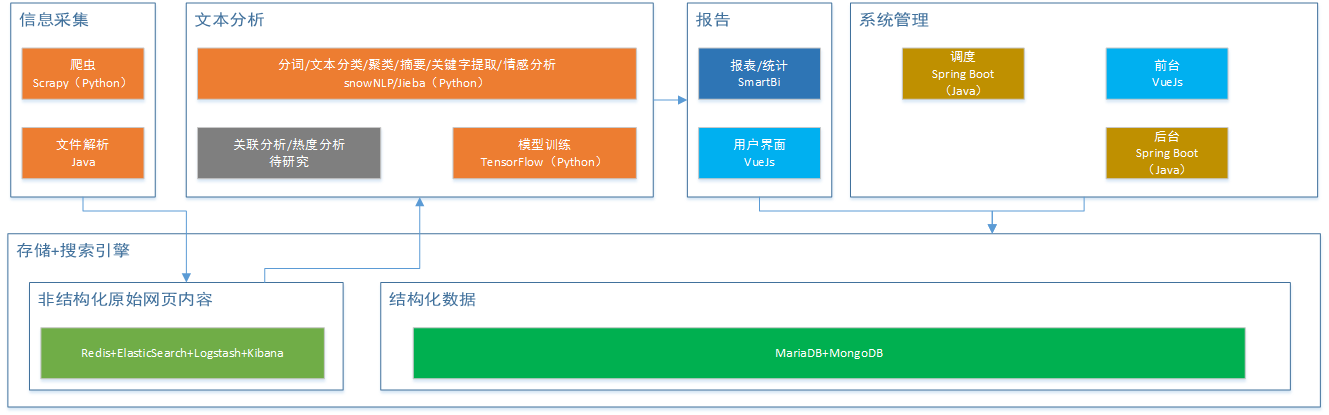 信息采集
爬虫
Scrapy（Python）
文件解析
Java
文本分析
分词/文本分类/聚类/摘要/关键字提取/情感分析
snowNLP/Jieba（Python）
关联分析/热度分析
待研究
模型训练
TensorFlow（Python）
报告
报表/统计
SmartBi
用户界面
VueJs
系统管理
调度
Spring Boot
（Java）
前台
VueJs
后台
Spring Boot
（Java）
存储+搜索引擎
非结构化原始网页内容
Redis+ElasticSearch+Logstash+Kibana
结构化数据
MariaDB+MongoDB